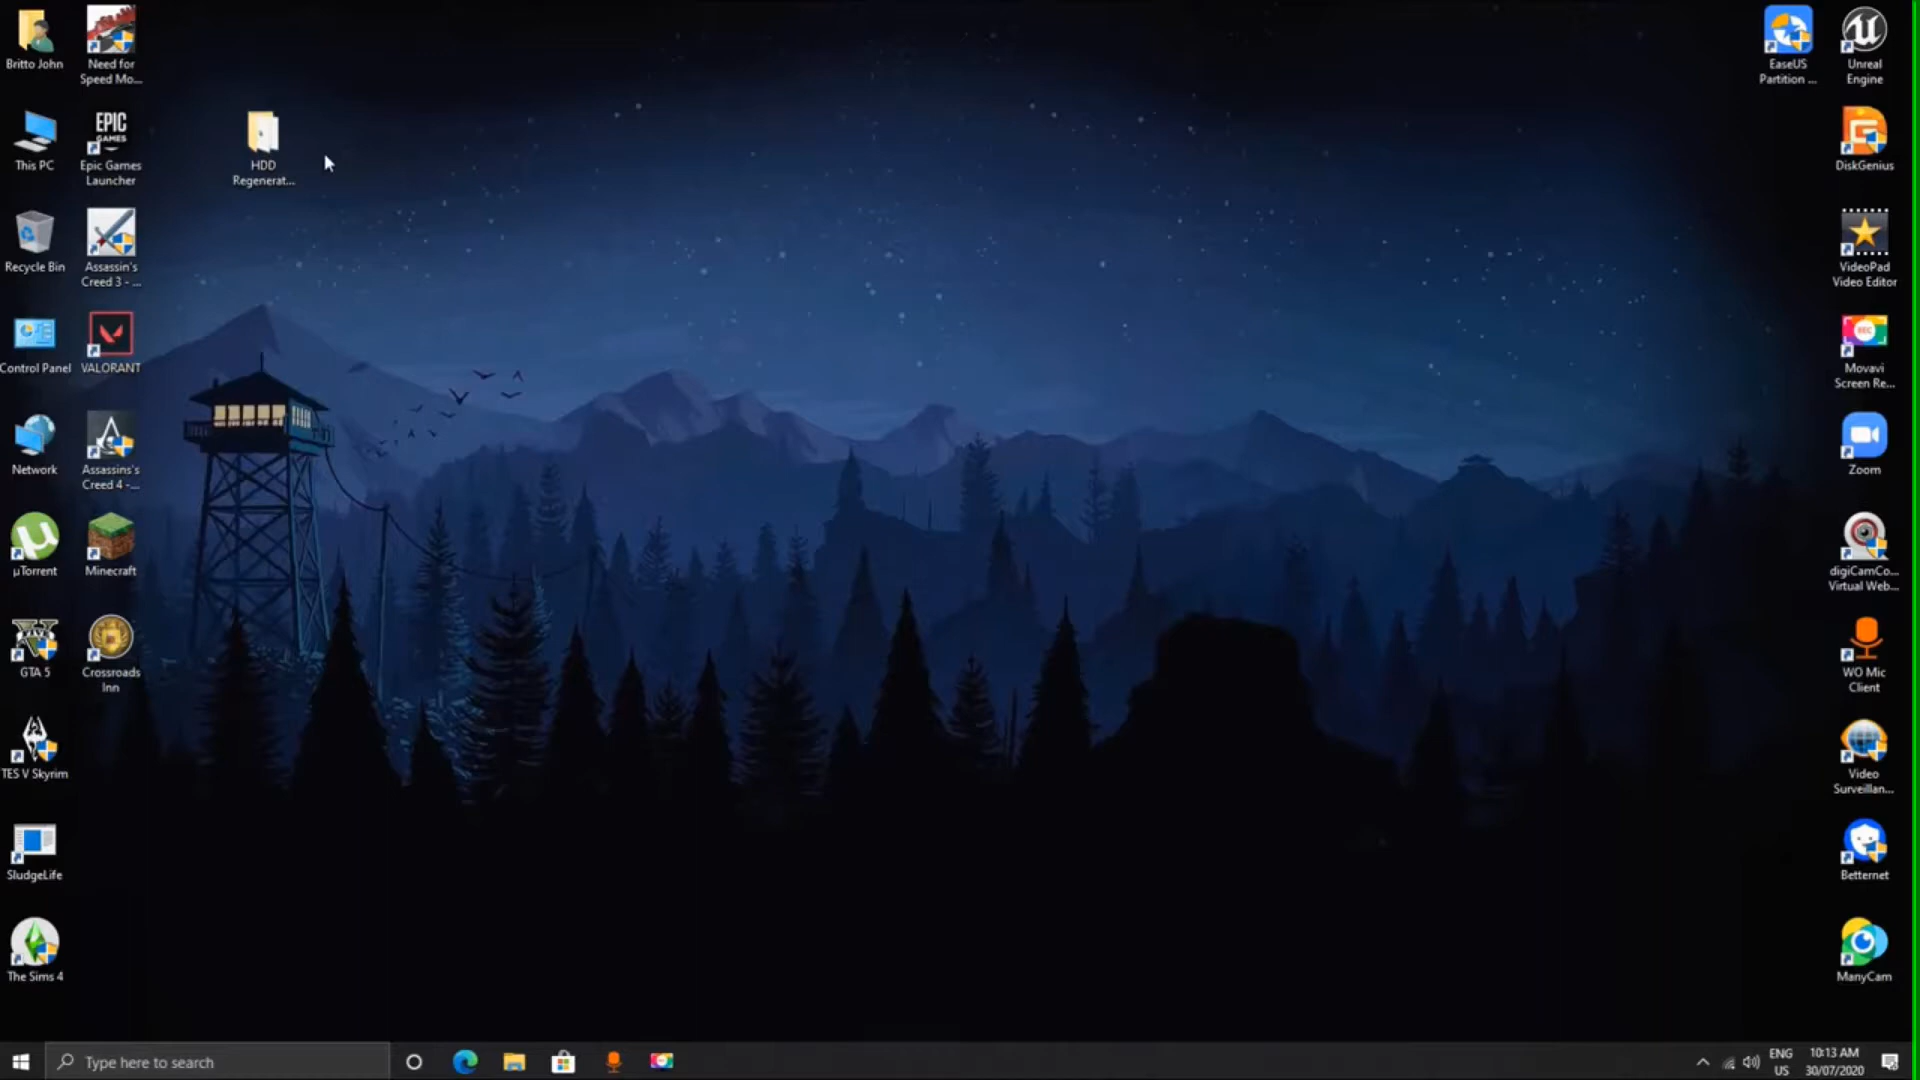 Britto John
Need for
Speed Mo...
This PC
EPIC
GAMES
Epic Games
Launcher
HDD
Regenerat...
Recycle Bin
Assassin's
Creed 3 - ...
Control Panel
VALORANT
Network
Assassins's
Creed 4 -...
µTorrent
Minecraft
GTA 5
Crossroads
Inn
TES V Skyrim
SludgeLife
The Sims 4
EaseUS
Partition ...
Unreal
Engine
DiskGenius
VideoPad
Video Editor
REC
Movavi
Screen Re...
Zoom
digiCamCo...
Virtual Web...
WO Mic
Client
Video
Surveillan...
Betternet
ManyCam
Type here to search
ENG
US
10:13 AM
30/07/2020